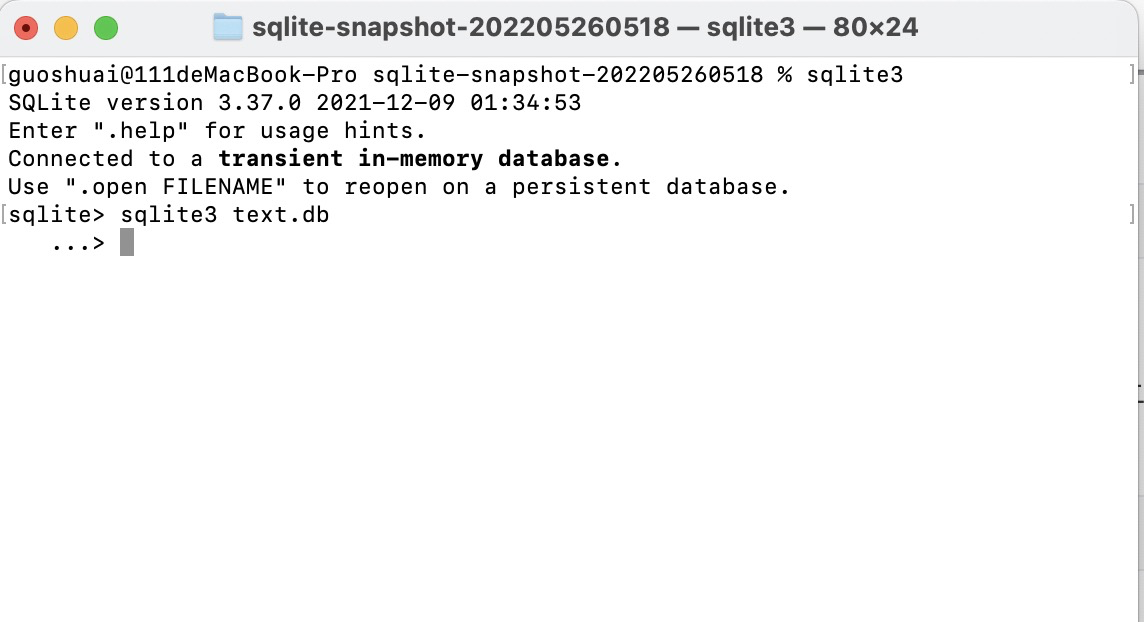 sqlite-snapshot-202205260518 — sqlite3 — 80×24
[guoshuai@111deMacBook-Pro sqlite-snapshot-202205260518 % sqlite3 ]
SQLite version 3.37.0 2021-12-09 01:34:53
Enter ".help" for usage hints.
Connected to a transient in-memory database.
Use ".open FILENAME" to reopen on a persistent database.
[sqlite> sqlite3 text.db ]
   ...>